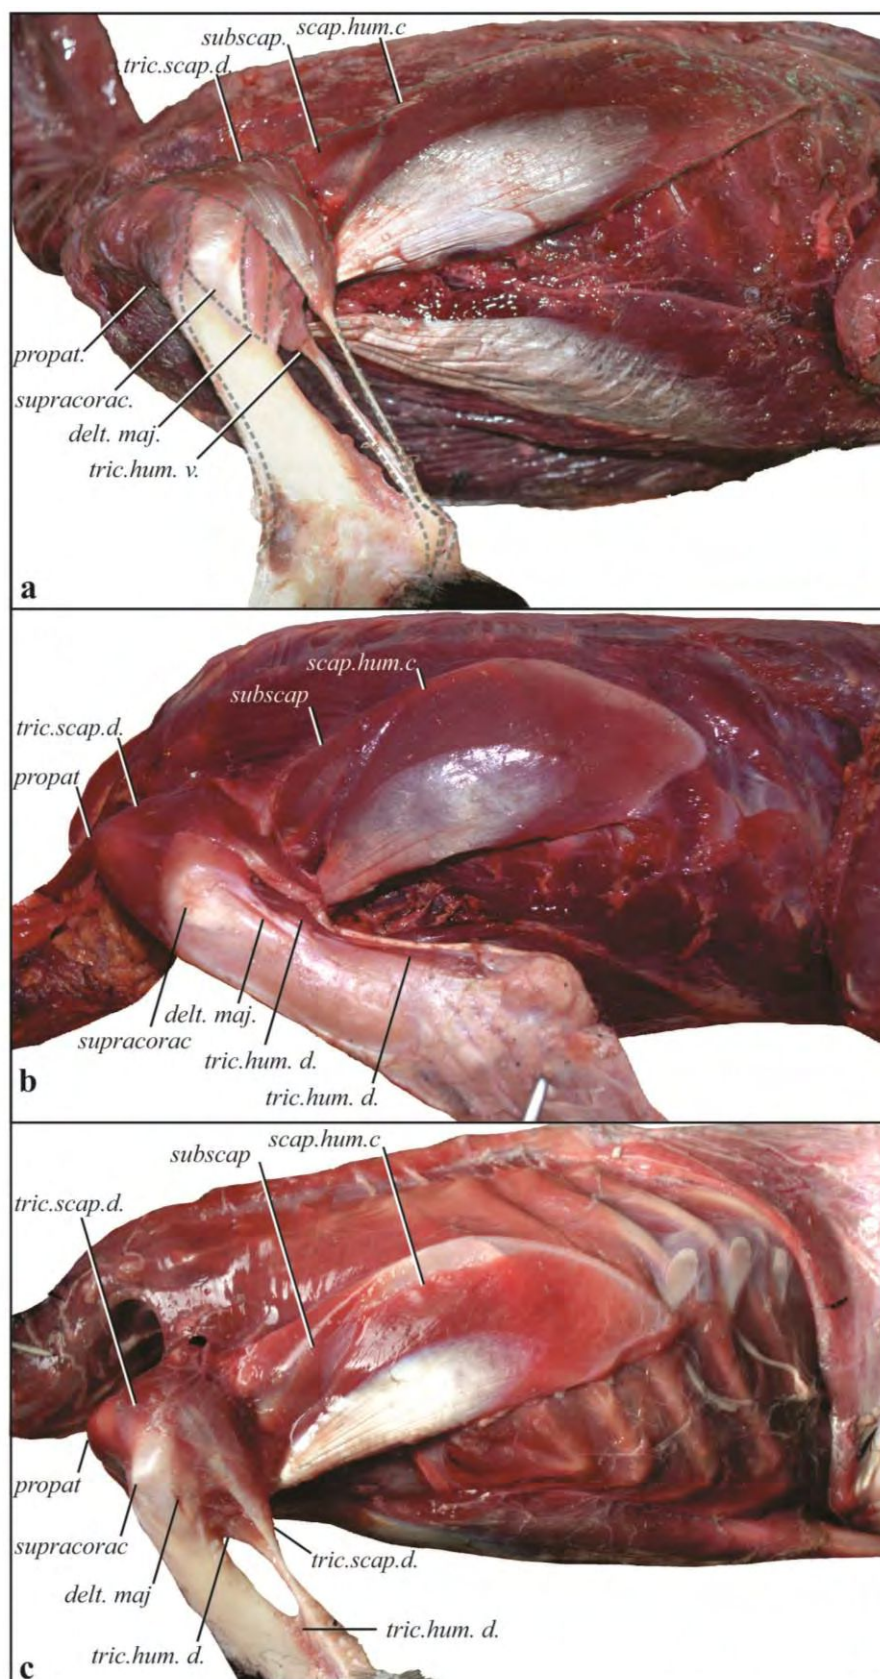 scap.hum.c
subscap.
tric.scap.d.
propat.
supracorac.
delt. maj.
tric.hum. v.
a
scap.hum.c
subscap
tric.scap.d.
propat
delt. maj.
supracorac
tric.hum. d.
tric.hum. d.
b
scap.hum.c
subscap
tric.scap.d.
propat
supracorac
delt. maj
tric.scap.d.
tric.hum. d.
tric.hum. d.
c